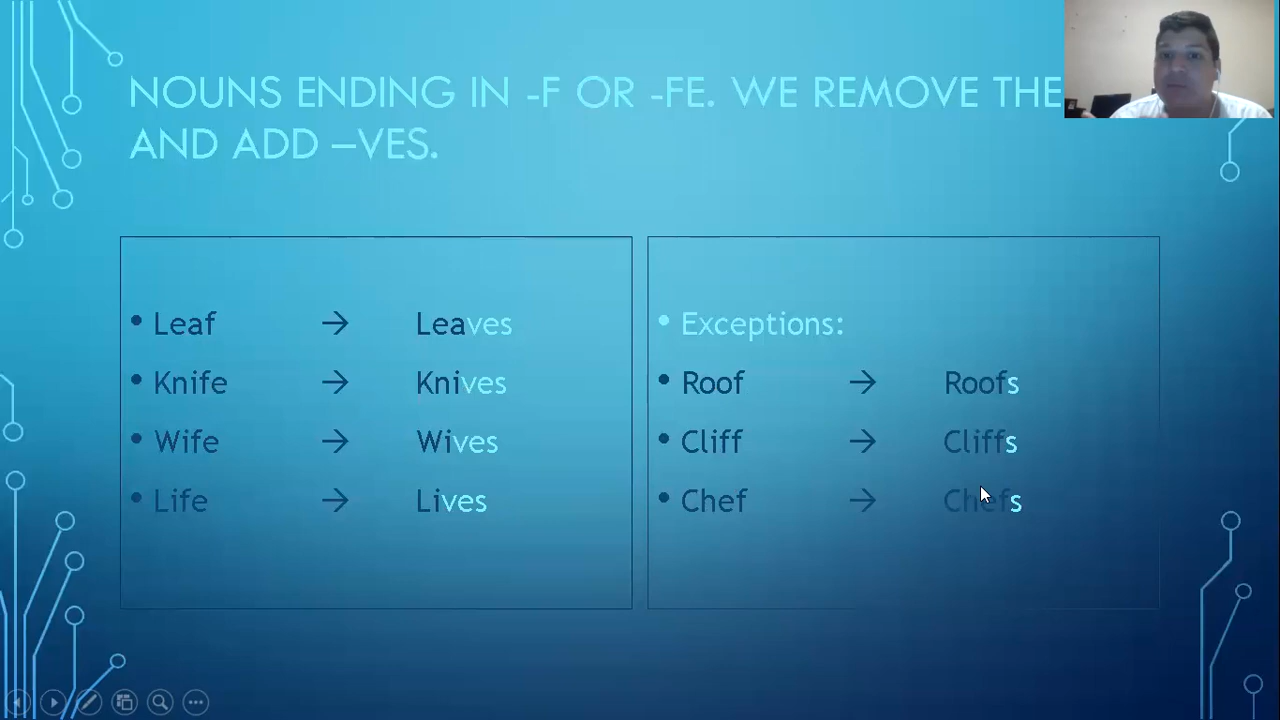 NOUNS ENDING IN -F OR -FE. WE REMOVE THE
AND ADD –VES.
• Leaf → Leaves
• Knife → Knives
• Wife → Wives
• Life → Lives
• Exceptions:
• Roof → Roofs
• Cliff → Cliffs
• Chef → Chefs